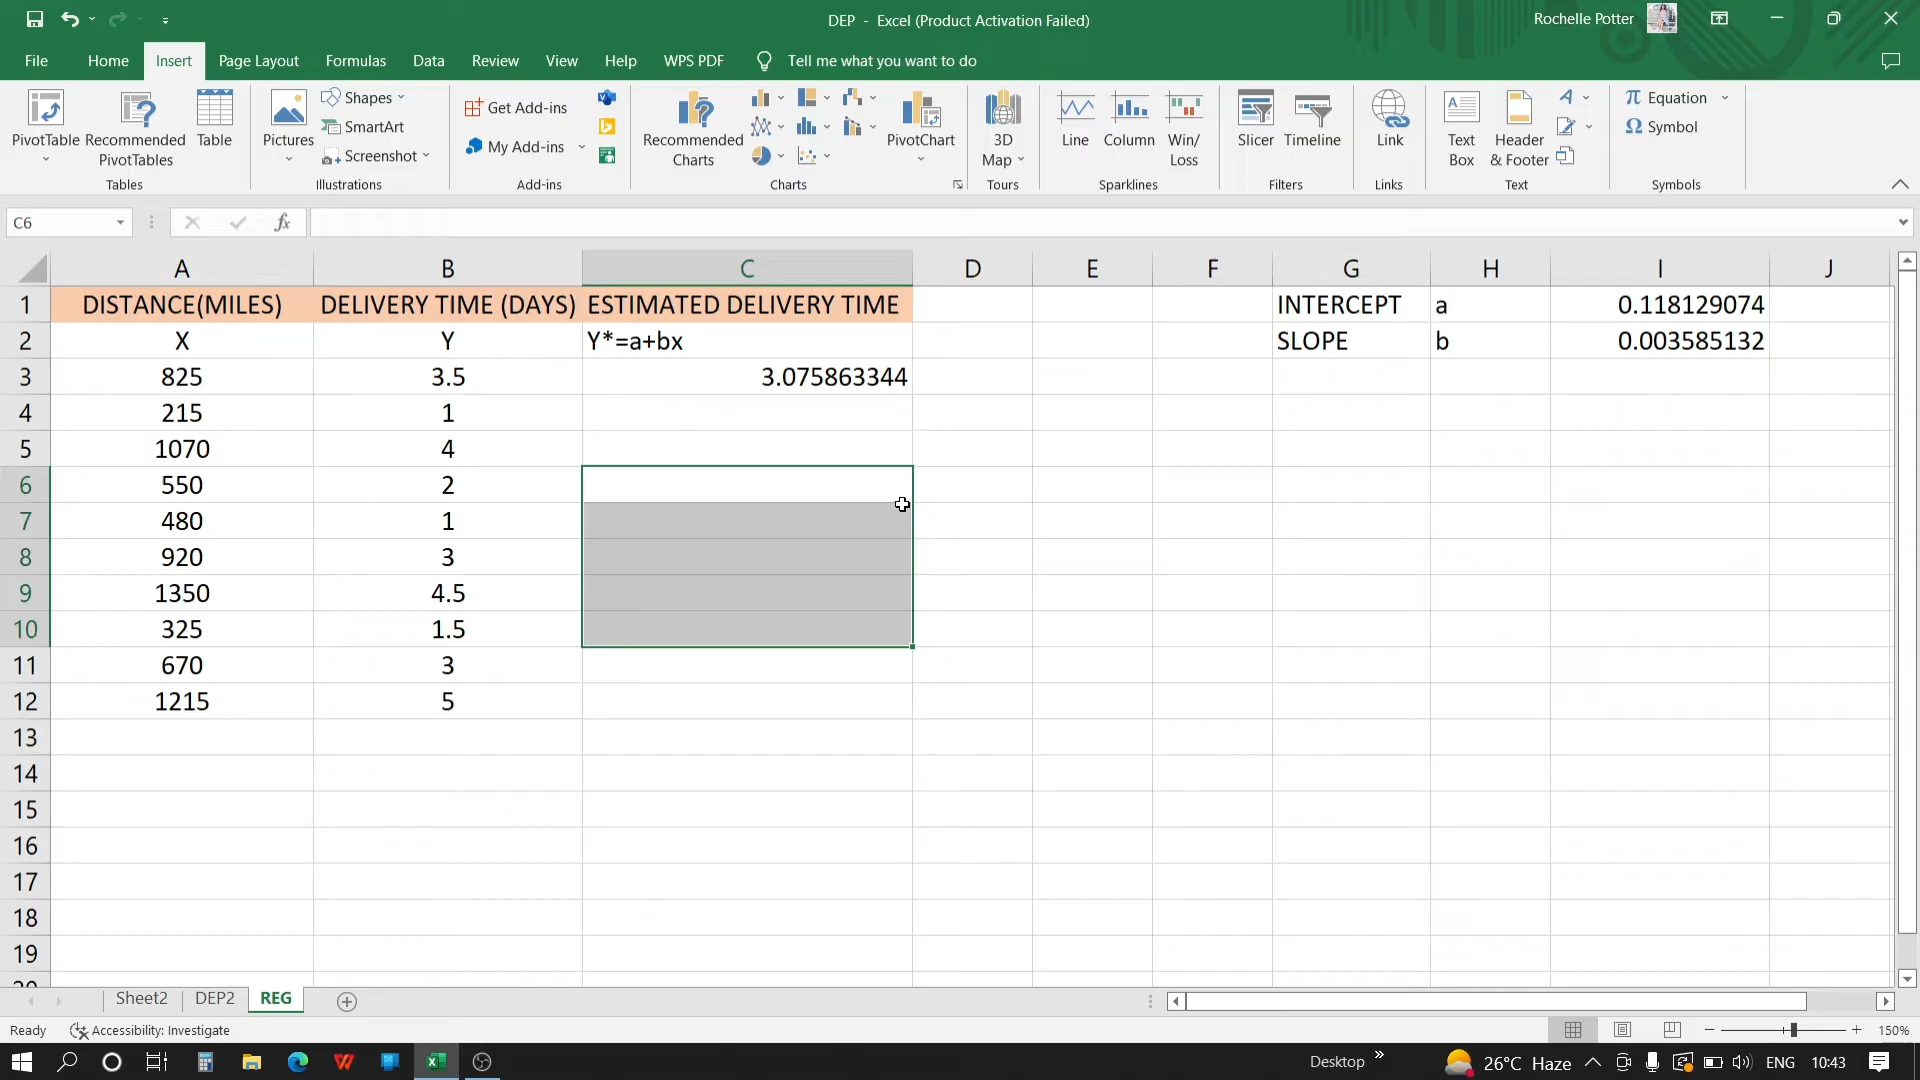 DEP - Excel (Product Activation Failed)
Rochelle Potter
File Home Insert Page Layout Formulas Data Review View Help WPS PDF Tell me what you want to do
PivotTable
Recommended PivotTables
Table
Tables
Pictures
Shapes
SmartArt
Screenshot
Illustrations
Get Add-ins
My Add-ins
Add-ins
Recommended Charts
PivotChart
Charts
3D Map
Tours
Line
Column
Win/ Loss
Sparklines
Slicer
Timeline
Filters
Link
Links
Text Box
Header & Footer
Text
Equation
Symbol
Symbols
C6
fx
A B C D E F G H I J
1 DISTANCE(MILES) DELIVERY TIME (DAYS) ESTIMATED DELIVERY TIME INTERCEPT a 0.118129074
2 X Y Y*=a+bx SLOPE b 0.003585132
3 825 3.5 3.075863344
4 215 1
5 1070 4
6 550 2
7 480 1
8 920 3
9 1350 4.5
10 325 1.5
11 670 3
12 1215 5
13
14
15
16
17
18
19
20
Sheet2 DEP2 REG
Ready Accessibility: Investigate 150%
Desktop 26°C Haze ENG 10:43